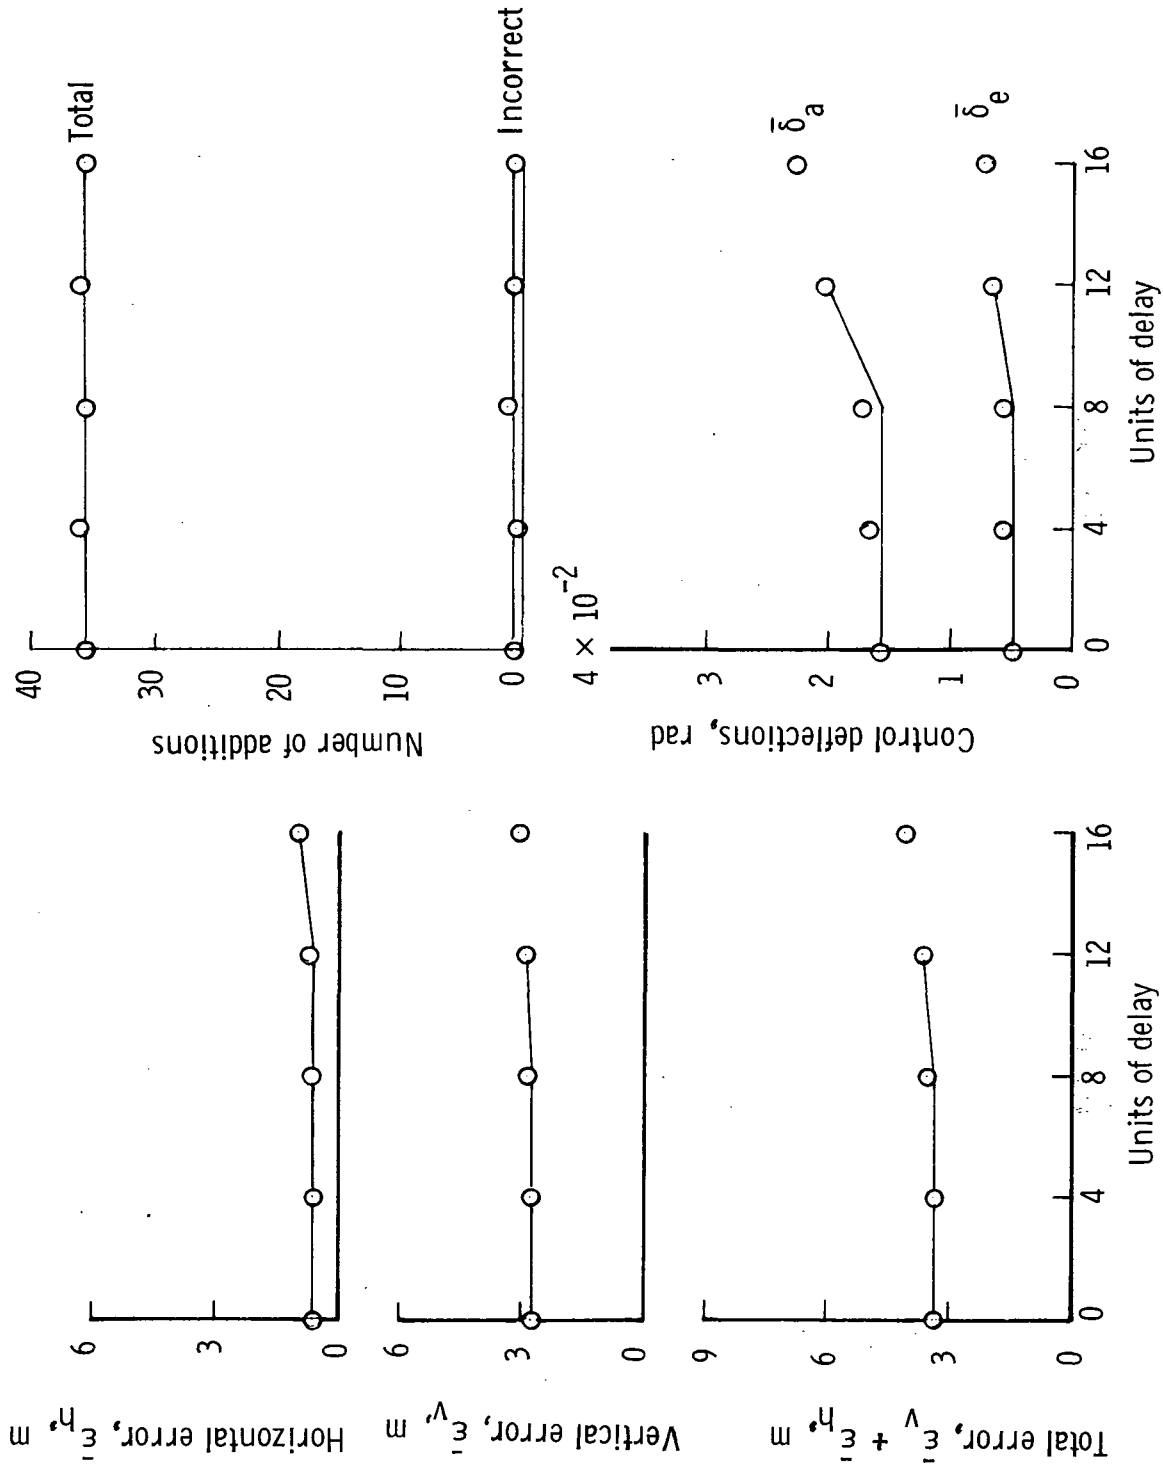 Horizontal error, ε̄h, m
6
3
0
Vertical error, ε̄v, m
6
3
0
Total error, ε̄v + ε̄h, m
9
6
3
0
0 4 8 12 16
Units of delay
Number of additions
40
30
20
10
0
Total
Incorrect
Control deflections, rad
4 × 10⁻²
3
2
1
0
δ̄a
δ̄e
0 4 8 12 16
Units of delay